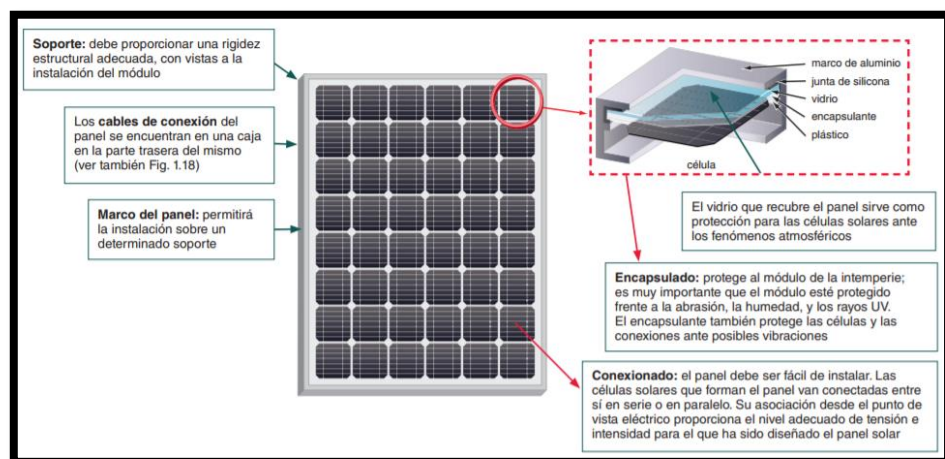 Soporte: debe proporcionar una rigidez
estructural adecuada, con vistas a la
instalación del módulo
Los cables de conexión del
panel se encuentran en una caja
en la parte trasera del mismo
(ver también Fig. 1.18)
Marco del panel: permitirá
la instalación sobre un
determinado soporte
marco de aluminio
junta de silicona
vidrio
encapsulante
plástico
célula
El vidrio que recubre el panel sirve como
protección para las células solares ante
los fenómenos atmosféricos
Encapsulado: protege al módulo de la intemperie;
es muy importante que el módulo esté protegido
frente a la abrasión, la humedad, y los rayos UV.
El encapsulante también protege las células y las
conexiones ante posibles vibraciones
Conexionado: el panel debe ser fácil de instalar. Las
células solares que forman el panel van conectadas entre
sí en serie o en paralelo. Su asociación desde el punto de
vista eléctrico proporciona el nivel adecuado de tensión e
intensidad para el que ha sido diseñado el panel solar